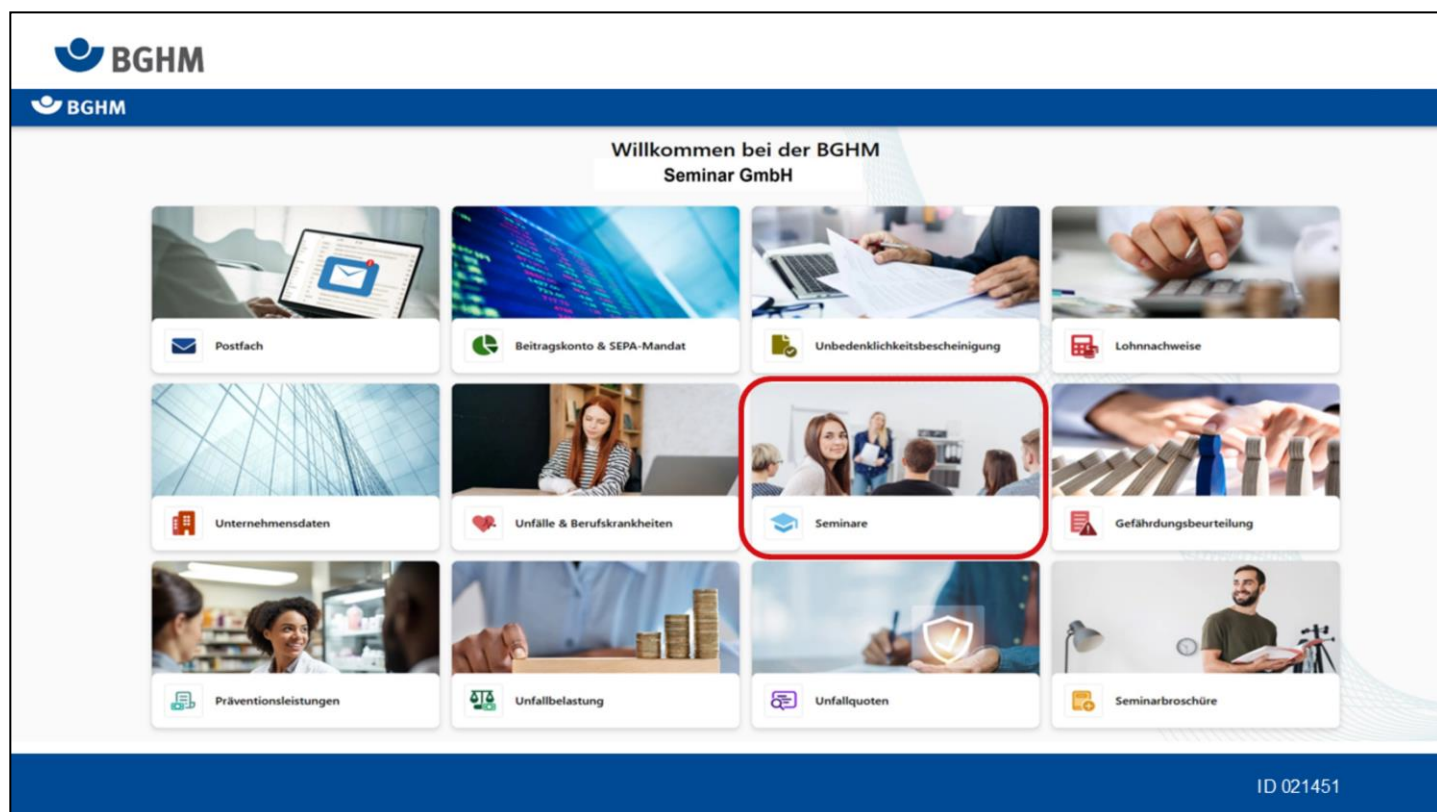 BGHM
BGHM
Willkommen bei der BGHM
Seminar GmbH
Postfach
Beitragskonto & SEPA-Mandat
Unbedenklichkeitsbescheinigung
Lohnnachweise
Unternehmensdaten
Unfälle & Berufskrankheiten
Seminare
Gefährdungsbeurteilung
Präventionsleistungen
Unfallbelastung
Unfallquoten
Seminarbroschüre
ID 021451